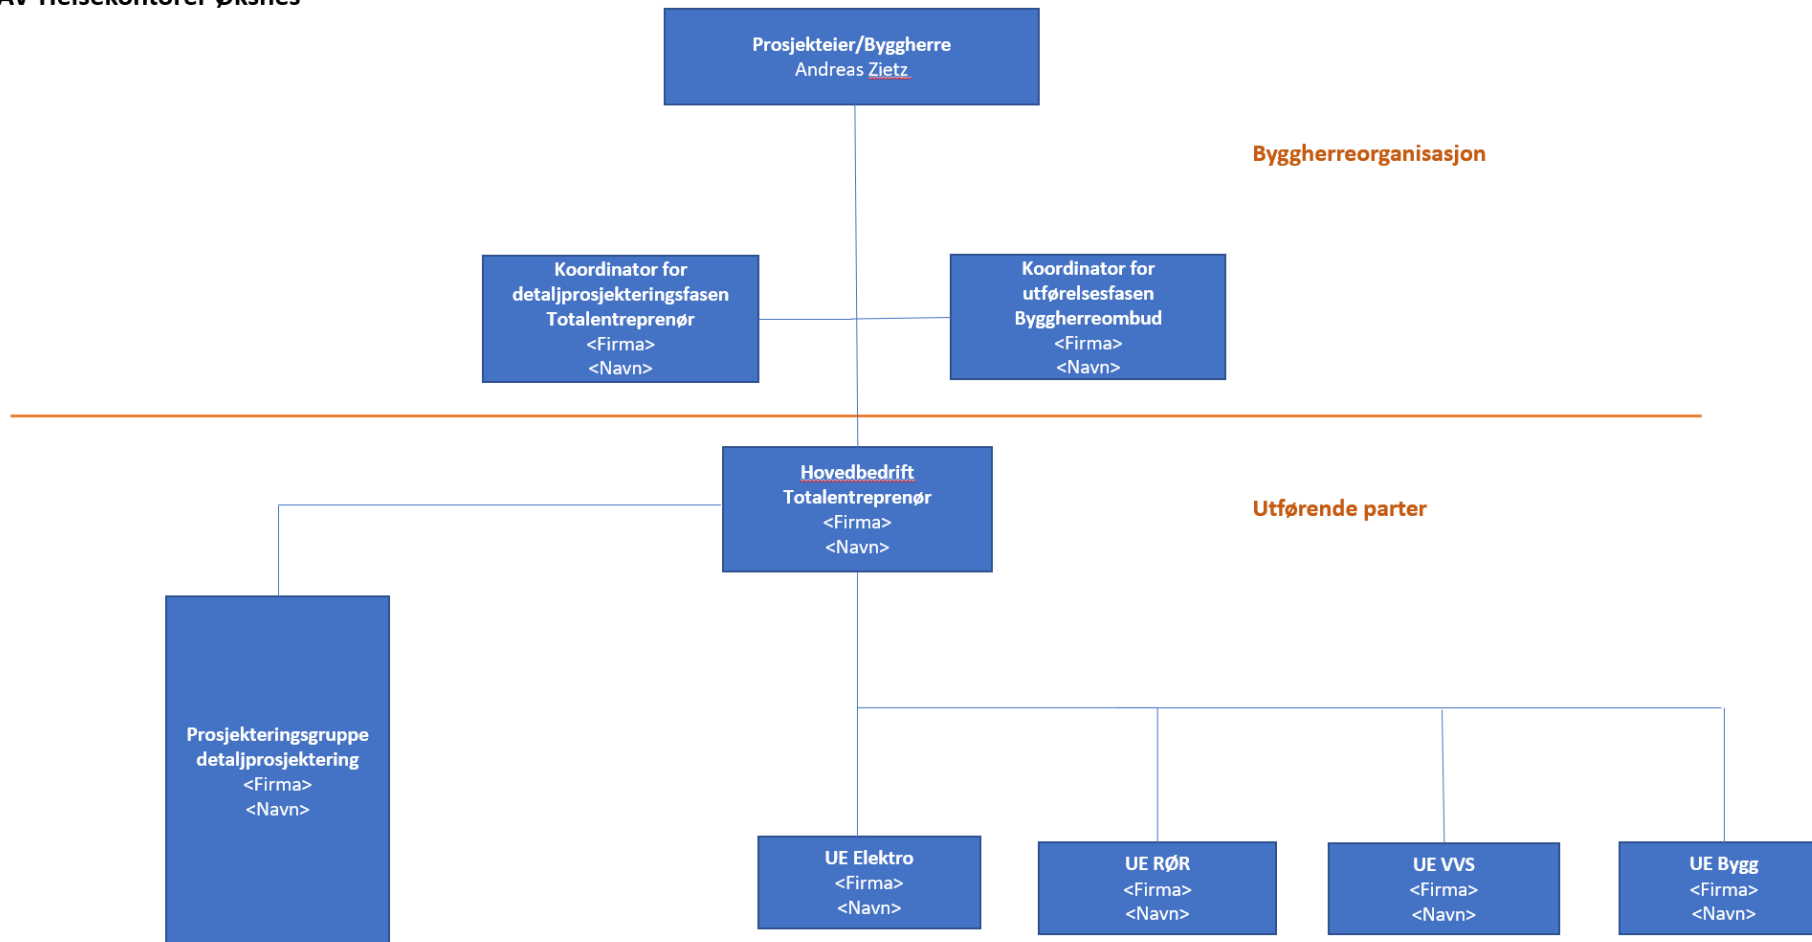 Prosjekteier/Byggherre
Andreas Zietz
Byggherreorganisasjon
Koordinator for
detaljprosjekteringsfasen
Totalentreprenør
<Firma>
<Navn>
Koordinator for
utførelsesfasen
Byggherreombud
<Firma>
<Navn>
Hovedbedrift
Totalentreprenør
<Firma>
<Navn>
Utførende parter
Prosjekteringsgruppe
detaljprosjektering
<Firma>
<Navn>
UE Elektro
<Firma>
<Navn>
UE RØR
<Firma>
<Navn>
UE VVS
<Firma>
<Navn>
UE Bygg
<Firma>
<Navn>